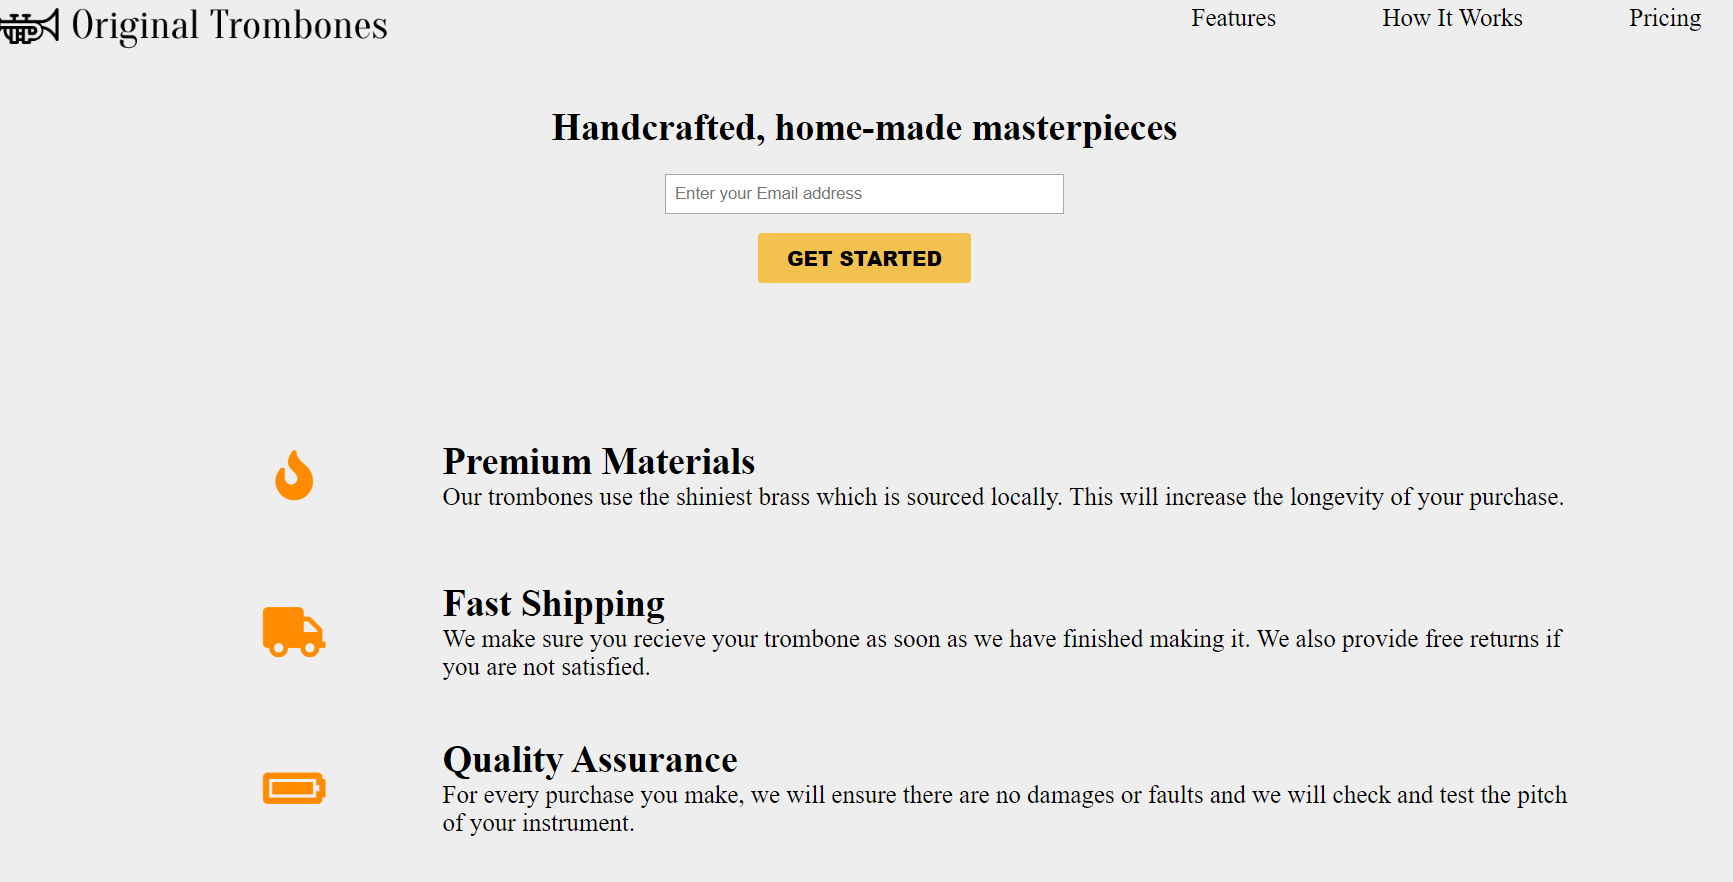 Original Trombones
Features
How It Works
Pricing
Handcrafted, home-made masterpieces
Enter your Email address
GET STARTED
Premium Materials
Our trombones use the shiniest brass which is sourced locally. This will increase the longevity of your purchase.
Fast Shipping
We make sure you recieve your trombone as soon as we have finished making it. We also provide free returns if
you are not satisfied.
Quality Assurance
For every purchase you make, we will ensure there are no damages or faults and we will check and test the pitch
of your instrument.